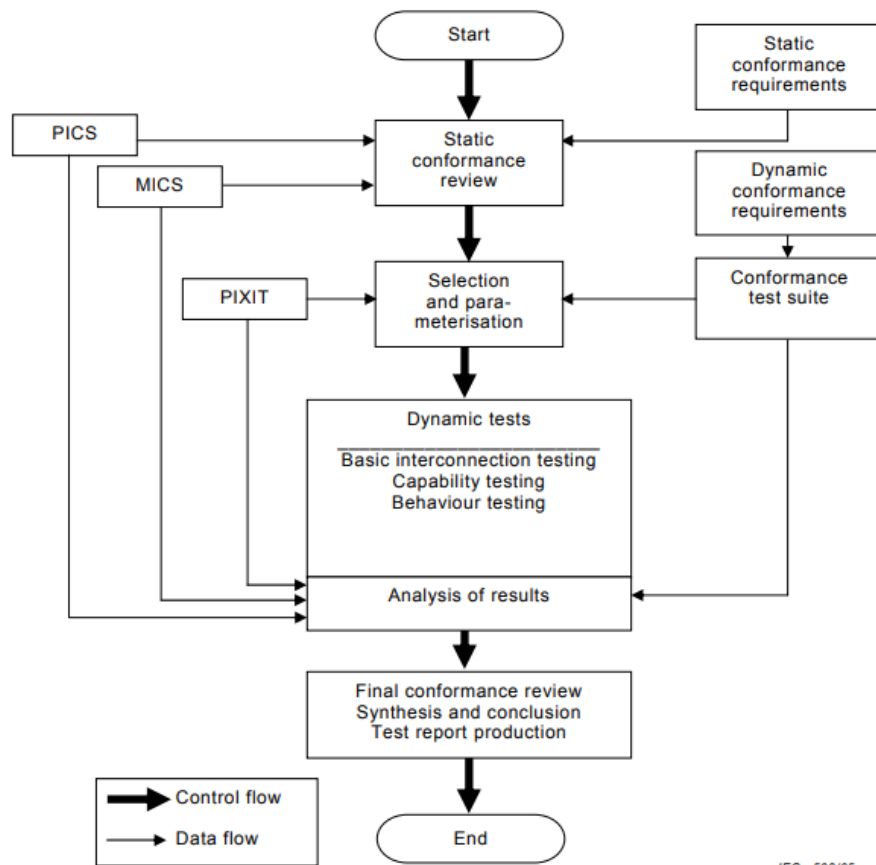 Start
Static
conformance
requirements
PICS
Static
conformance
review
MICS
Dynamic
conformance
requirements
PIXIT
Selection
and para-
meterisation
Conformance
test suite
Dynamic tests
Basic interconnection testing
Capability testing
Behaviour testing
Analysis of results
Final conformance review
Synthesis and conclusion
Test report production
Control flow
Data flow
End